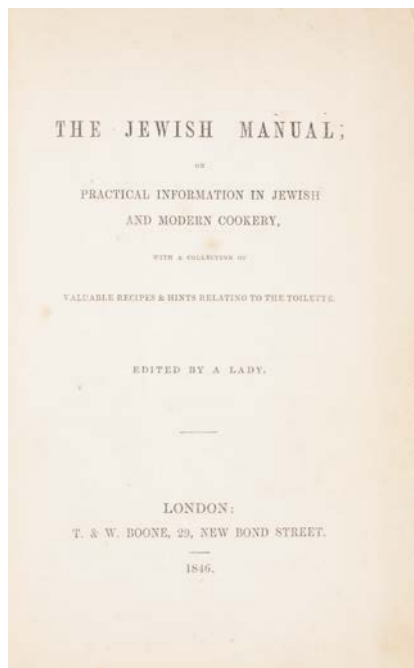 THE JEWISH MANUAL;
OR
PRACTICAL INFORMATION IN JEWISH
AND MODERN COOKERY,
WITH A COLLECTION OF
VALUABLE RECIPES & HINTS RELATING TO THE TOILETTE.
EDITED BY A LADY.
LONDON:
T. & W. BOONE, 29, NEW BOND STREET.
1846.